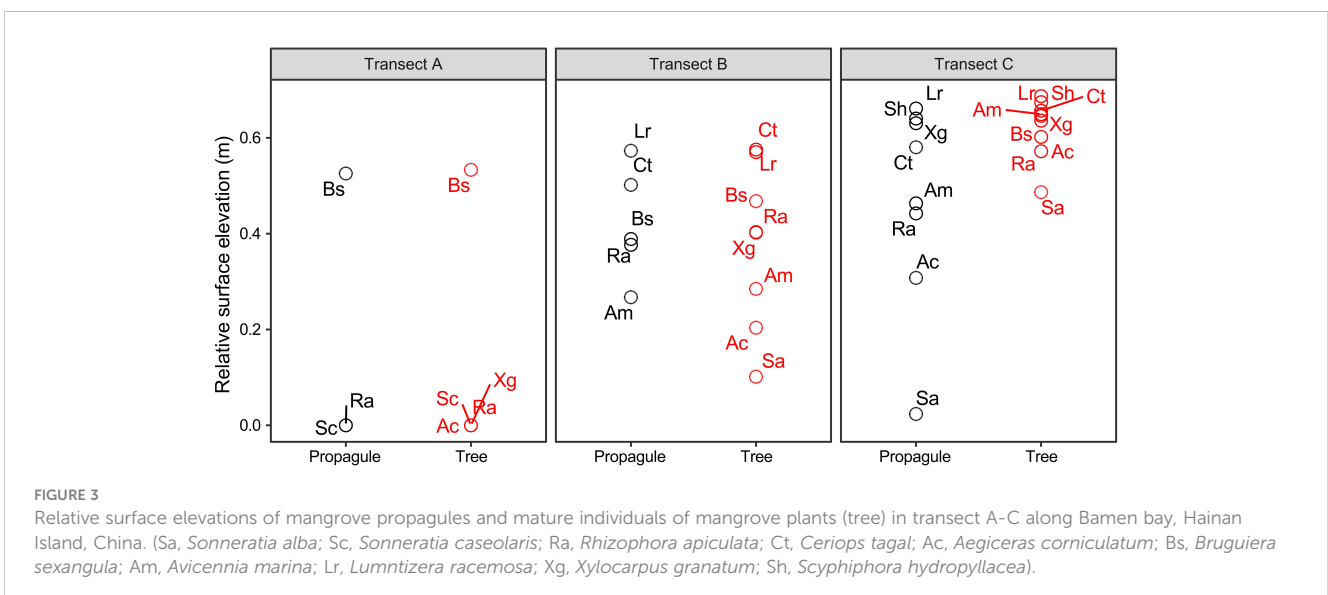 Transect A
Transect B
Transect C
Relative surface elevation (m)
0.6
0.4
0.2
0.0
Bs
Ra
Sc
Bs
Xg
Sc
Ra
Ac
Lr
Ct
Bs
Ra
Am
Ct
Lr
Bs
Ra
Xg
Am
Ac
Sa
Lr
Sh
Xg
Ct
Am
Ra
Ac
Sa
Lr
Sh
Ct
Am
Xg
Bs
Ac
Ra
Sa
Propagule
Tree
Propagule
Tree
Propagule
Tree
FIGURE 3
Relative surface elevations of mangrove propagules and mature individuals of mangrove plants (tree) in transect A-C along Bamen bay, Hainan
Island, China. (Sa, Sonneratia alba; Sc, Sonneratia caseolaris; Ra, Rhizophora apiculata; Ct, Ceriops tagal; Ac, Aegiceras corniculatum; Bs, Bruguiera
sexangula; Am, Avicennia marina; Lr, Lumntizera racemosa; Xg, Xylocarpus granatum; Sh, Scyphiphora hydropyllacea).